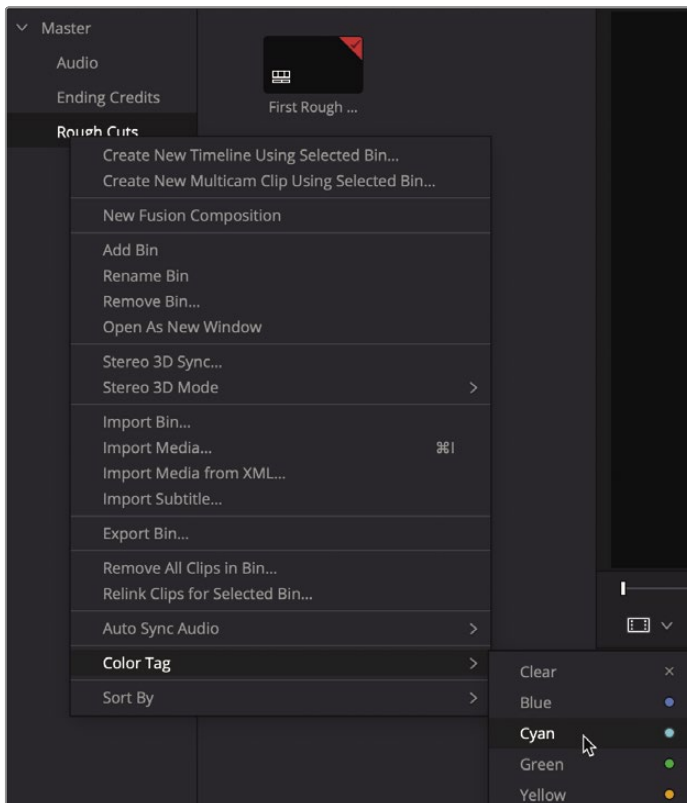 Master
Audio
Ending Credits
Rough Cuts
First Rough ...
Create New Timeline Using Selected Bin...
Create New Multicam Clip Using Selected Bin...
New Fusion Composition
Add Bin
Rename Bin
Remove Bin...
Open As New Window
Stereo 3D Sync...
Stereo 3D Mode
Import Bin...
Import Media... ⌘I
Import Media from XML...
Import Subtitle...
Export Bin...
Remove All Clips in Bin...
Relink Clips for Selected Bin...
Auto Sync Audio
Color Tag
Sort By
Clear
Blue
Cyan
Green
Yellow